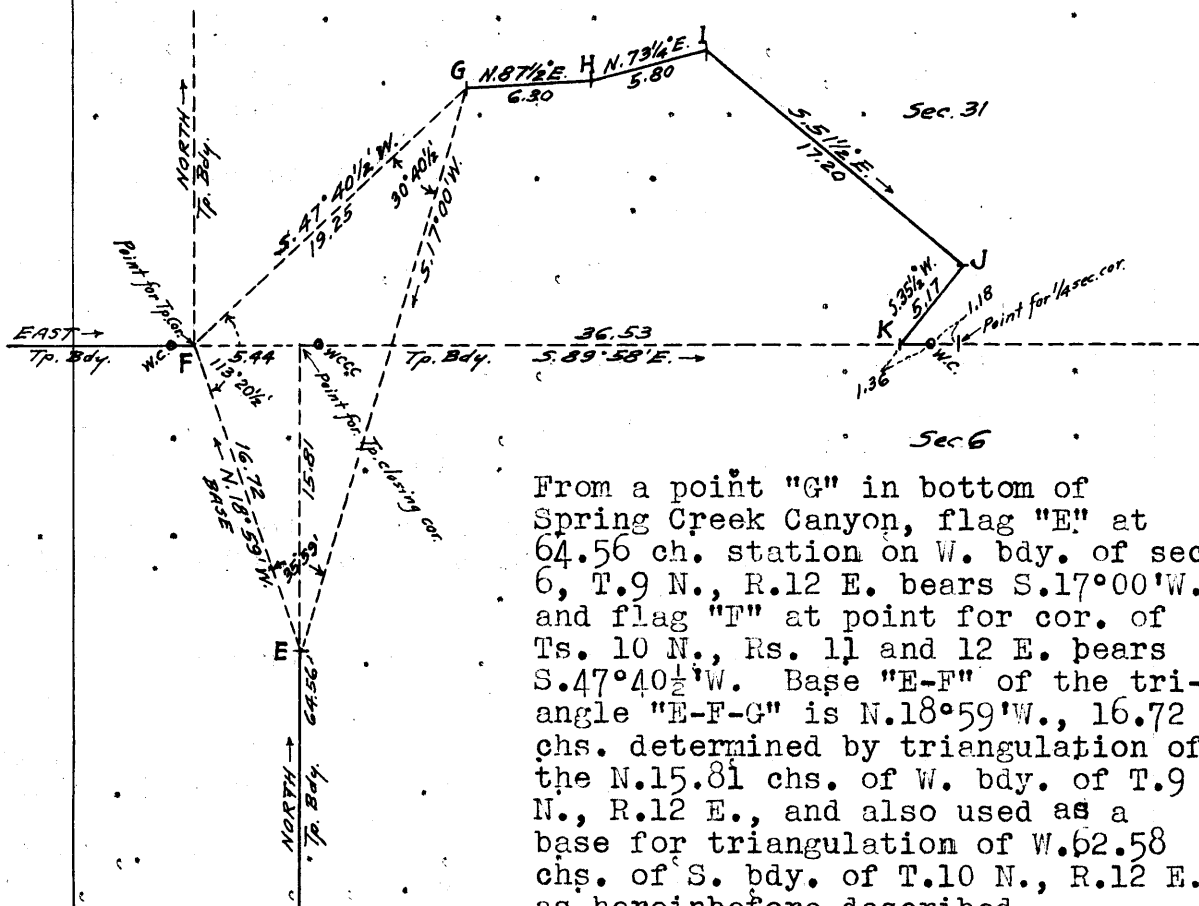 G N.87½°E. H N.73¼°E. I
6.30 5.80
Sec. 31
NORTH →
Tp. Bdy.
S.47°40½'W.
19.25
30°40½'
S.17°00'W.
S.51½°E. →
17.20
J
S.35½°W.
5.17
1.18
Point for ¼ sec. cor.
Point for Tp. Cor.
EAST →
Tp. Bdy.
W.C.
F
5.44
WCCC
Tp. Bdy.
36.53
S.89°58'E. →
K
W.C.
1.36
113°20½'
Point for Tp. closing cor.
Sec 6
16.72
N.18°59'W.
BASE
15.81
35°59'
E
64.56
NORTH →
Tp. Bdy.
From a point "G" in bottom of
Spring Creek Canyon, flag "E" at
64.56 ch. station on W. bdy. of sec
6, T.9 N., R.12 E. bears S.17°00'W.
and flag "F" at point for cor. of
Ts. 10 N., Rs. 11 and 12 E. bears
S.47°40½'W. Base "E-F" of the tri-
angle "E-F-G" is N.18°59'W., 16.72
chs. determined by triangulation of
the N.15.81 chs. of W. bdy. of T.9
N., R.12 E., and also used as a
base for triangulation of W.62.58
chs. of S. bdy. of T.10 N., R.12 E.
as hereinbefore described